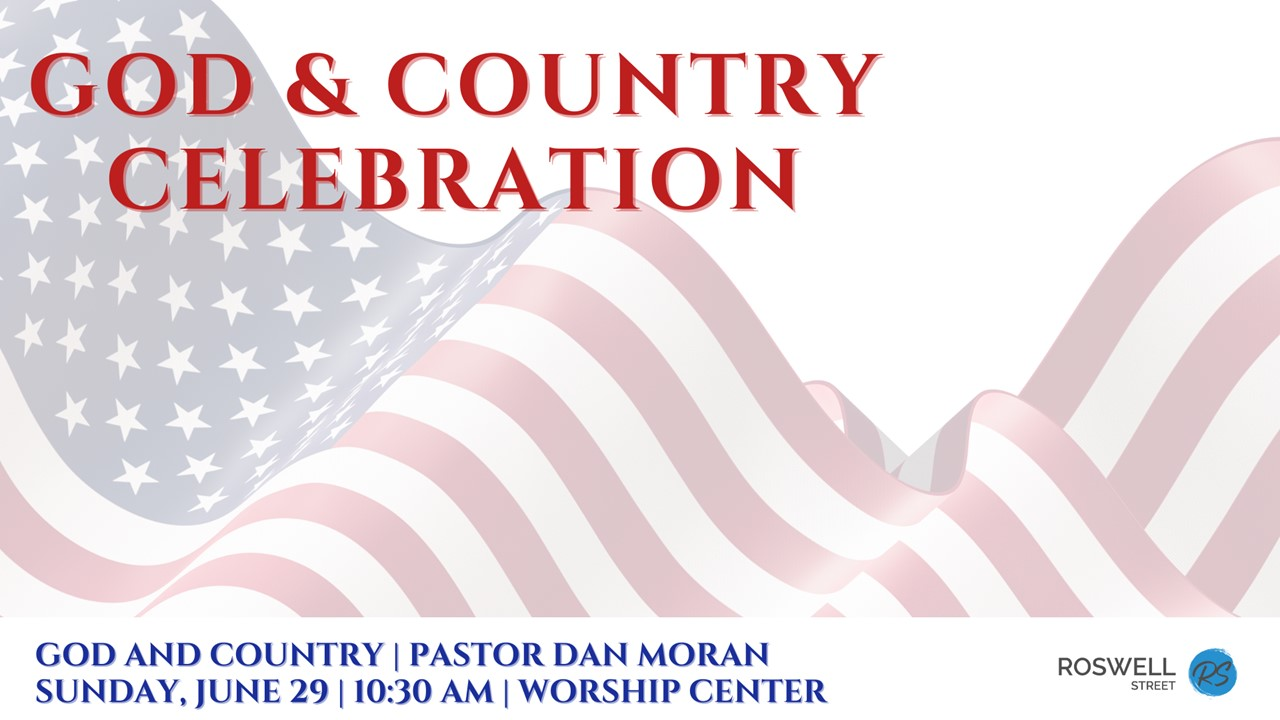 GOD & COUNTRY
CELEBRATION
GOD AND COUNTRY | PASTOR DAN MORAN
SUNDAY, JUNE 29 | 10:30 AM | WORSHIP CENTER
ROSWELL
STREET
RS